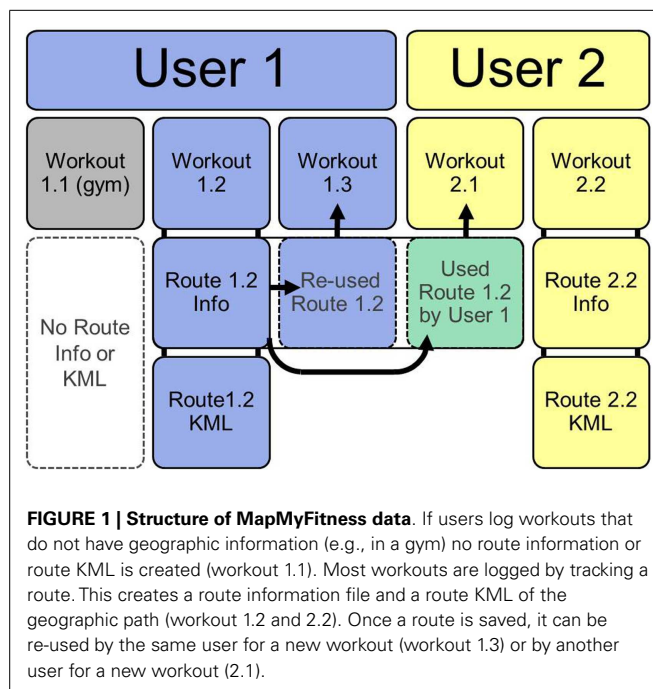 User 1
User 2
Workout
1.1 (gym)
Workout
1.2
Workout
1.3
Workout
2.1
Workout
2.2
No Route
Info or
KML
Route 1.2
Info
Re-used
Route 1.2
Used
Route 1.2
by User 1
Route 2.2
Info
Route1.2
KML
Route 2.2
KML
FIGURE 1 | Structure of MapMyFitness data. If users log workouts that
do not have geographic information (e.g., in a gym) no route information or
route KML is created (workout 1.1). Most workouts are logged by tracking a
route. This creates a route information file and a route KML of the
geographic path (workout 1.2 and 2.2). Once a route is saved, it can be
re-used by the same user for a new workout (workout 1.3) or by another
user for a new workout (2.1).